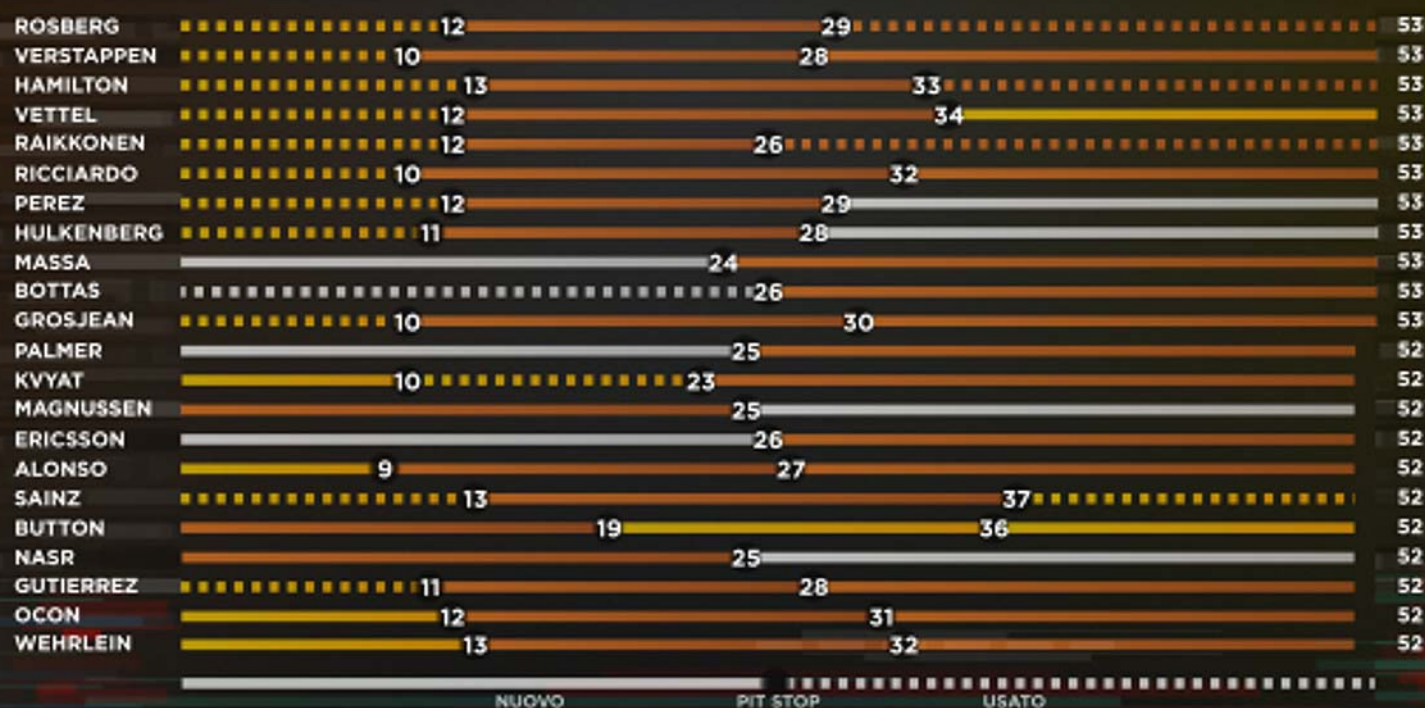 ROSBERG 12 29 53
VERSTAPPEN 10 28 53
HAMILTON 13 33 53
VETTEL 12 34 53
RAIKKONEN 12 26 53
RICCIARDO 10 32 53
PEREZ 12 29 53
HULKENBERG 11 28 53
MASSA 24 53
BOTTAS 26 53
GROSJEAN 10 30 53
PALMER 25 52
KVYAT 10 23 52
MAGNUSSEN 25 52
ERICSSON 26 52
ALONSO 9 27 52
SAINZ 13 37 52
BUTTON 19 36 52
NASR 25 52
GUTIERREZ 11 28 52
OCON 12 31 52
WEHRLEIN 13 32 52
NUOVO PIT STOP USATO